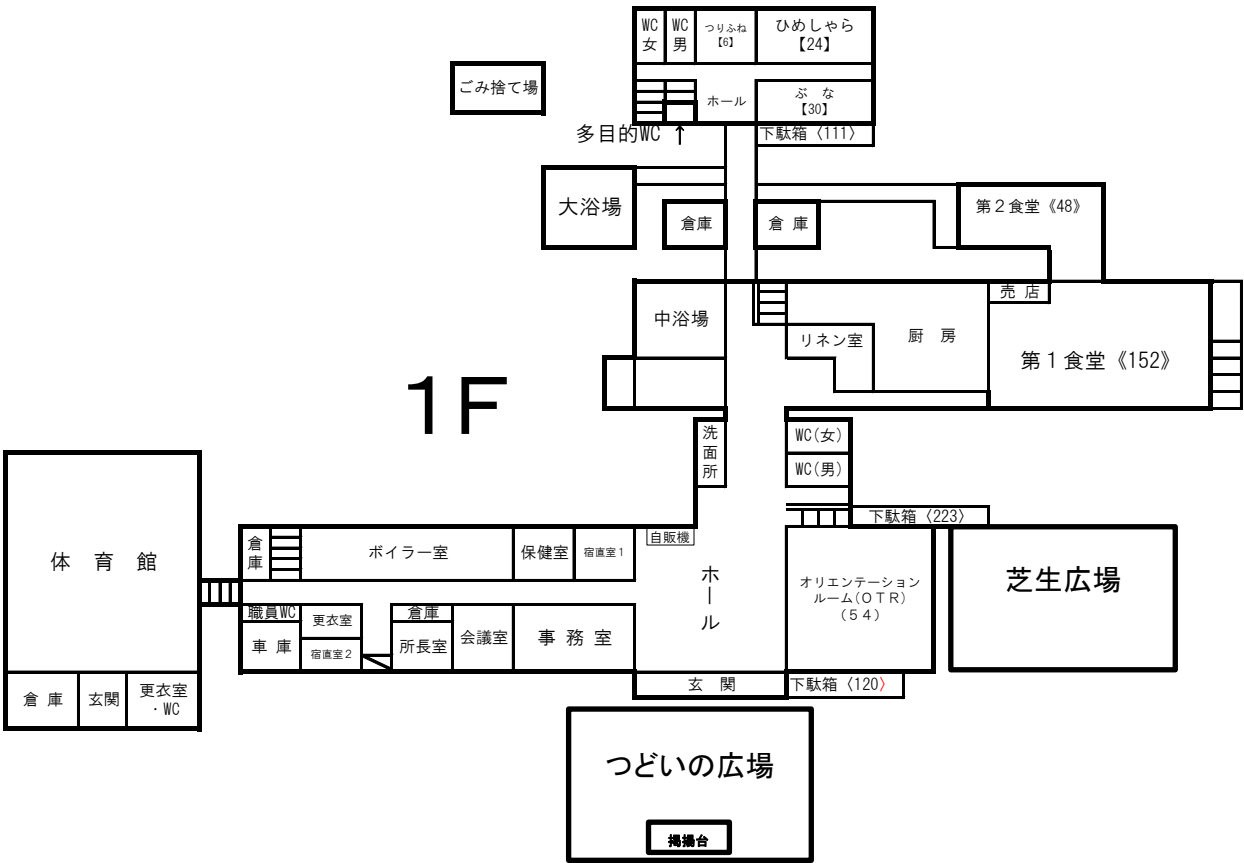 WC
女
WC
男
つりふね
【6】
ひめしゃら
【24】
ごみ捨て場
ホール
ぶ な
【30】
多目的WC ↑
下駄箱〈111〉
大浴場
倉庫
倉 庫
第２食堂《48》
中浴場
リネン室
厨 房
売 店
第１食堂《152》
1F
洗面所
WC(女)
WC(男)
下駄箱〈223〉
体 育 館
倉庫
ボイラー室
保健室
宿直室１
自販機
ホール
オリエンテーション
ルーム(ＯＴＲ)
(５４)
芝生広場
職員WC
車 庫
更衣室
宿直室２
倉庫
所長室
会議室
事 務 室
倉 庫
玄関
更衣室
・WC
玄 関
下駄箱〈120〉
つどいの広場
掲揚台